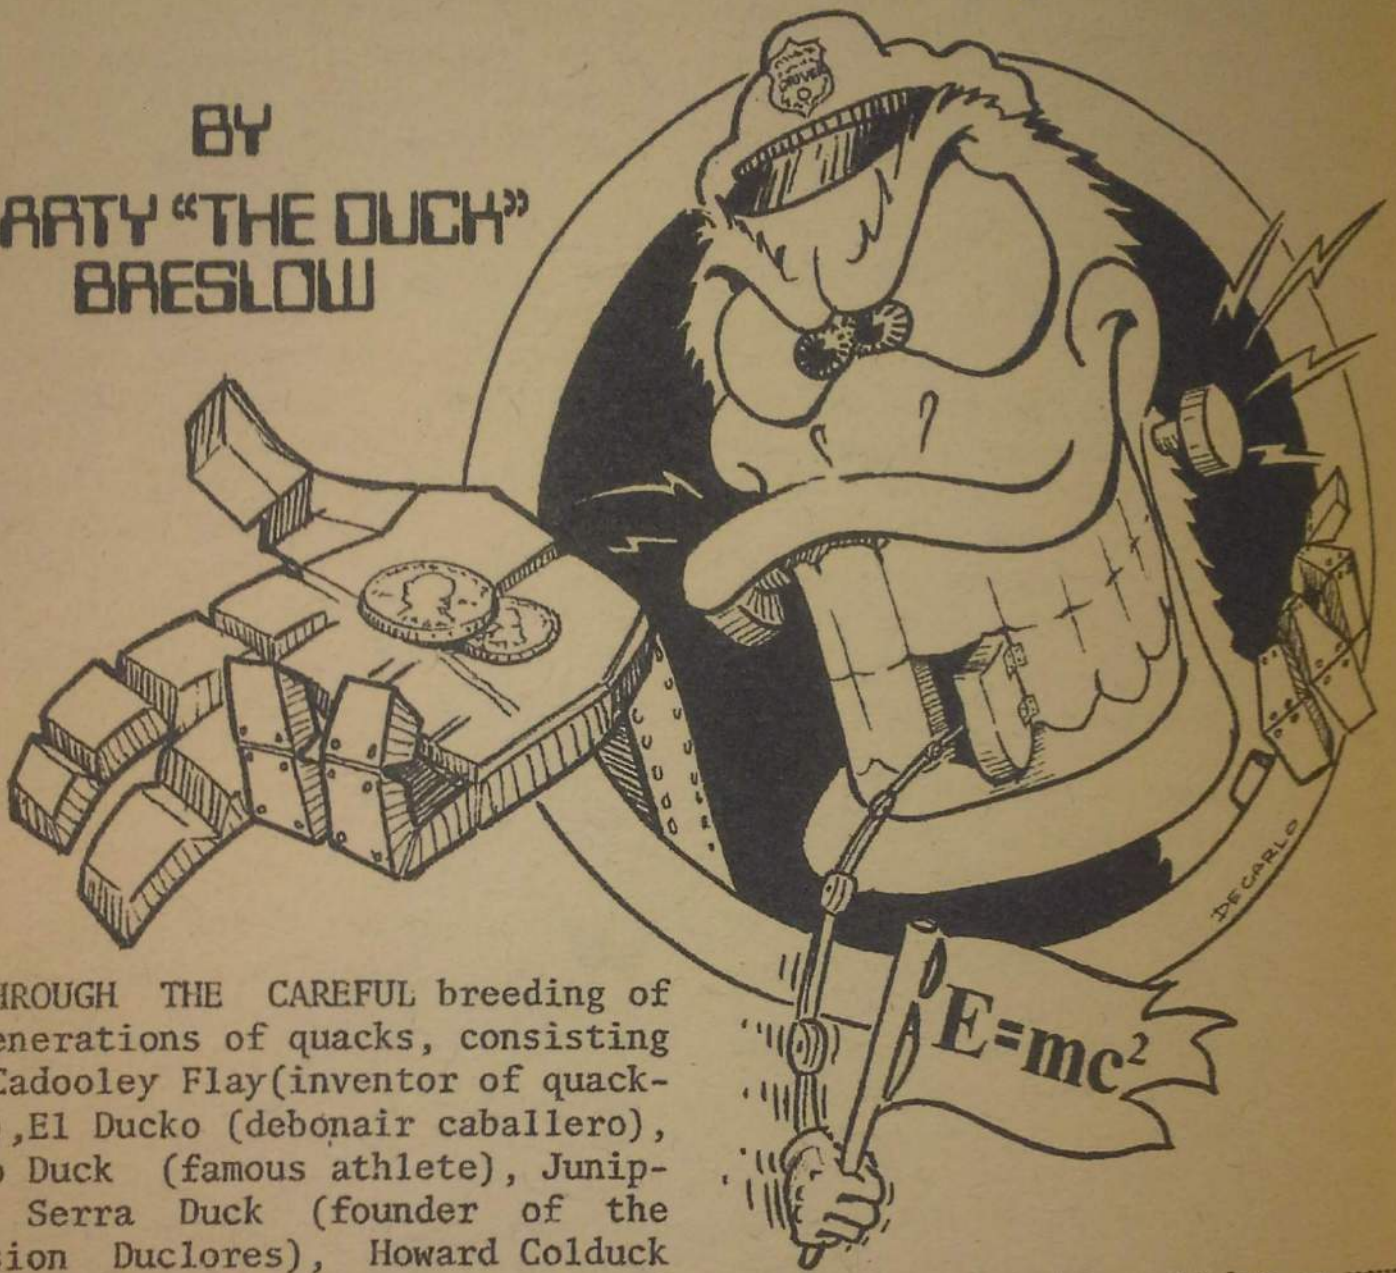 BY
ARTY “THE DUCK”
BRESLOW
DRIVER
DECARLO
E=mc²
HROUGH THE CAREFUL breeding of
enerations of quacks, consisting
Cadooley Flay(inventor of quack-
,El Ducko (debonair caballero),
Duck (famous athlete), Junip-
Serra Duck (founder of the
sion Duclores), Howard Colduck